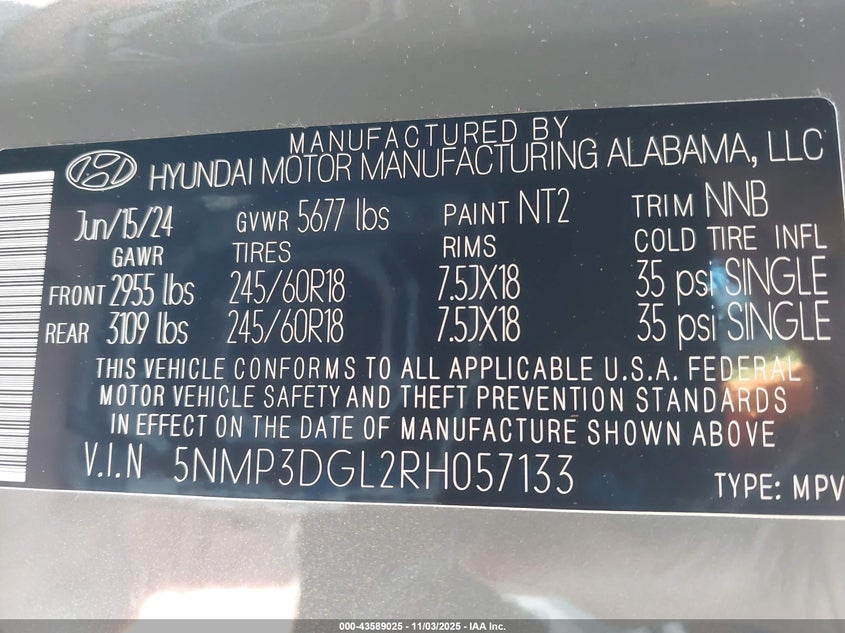 MANUFACTURED BY
HYUNDAI MOTOR MANUFACTURING ALABAMA, LLC
Jun/15/24 GVWR 5677 lbs PAINT NT2 TRIM NNB
GAWR TIRES RIMS COLD TIRE INFL
FRONT 2955 lbs 245/60R18 7.5JX18 35 psi SINGLE
REAR 3109 lbs 245/60R18 7.5JX18 35 psi SINGLE
THIS VEHICLE CONFORMS TO ALL APPLICABLE U.S.A. FEDERAL
MOTOR VEHICLE SAFETY AND THEFT PREVENTION STANDARDS
IN EFFECT ON THE DATE OF MANUFACTURE SHOWN ABOVE
V.I.N 5NMP3DGL2RH057133 TYPE: MPV
000-43589025 - 11/03/2025 - IAA Inc.